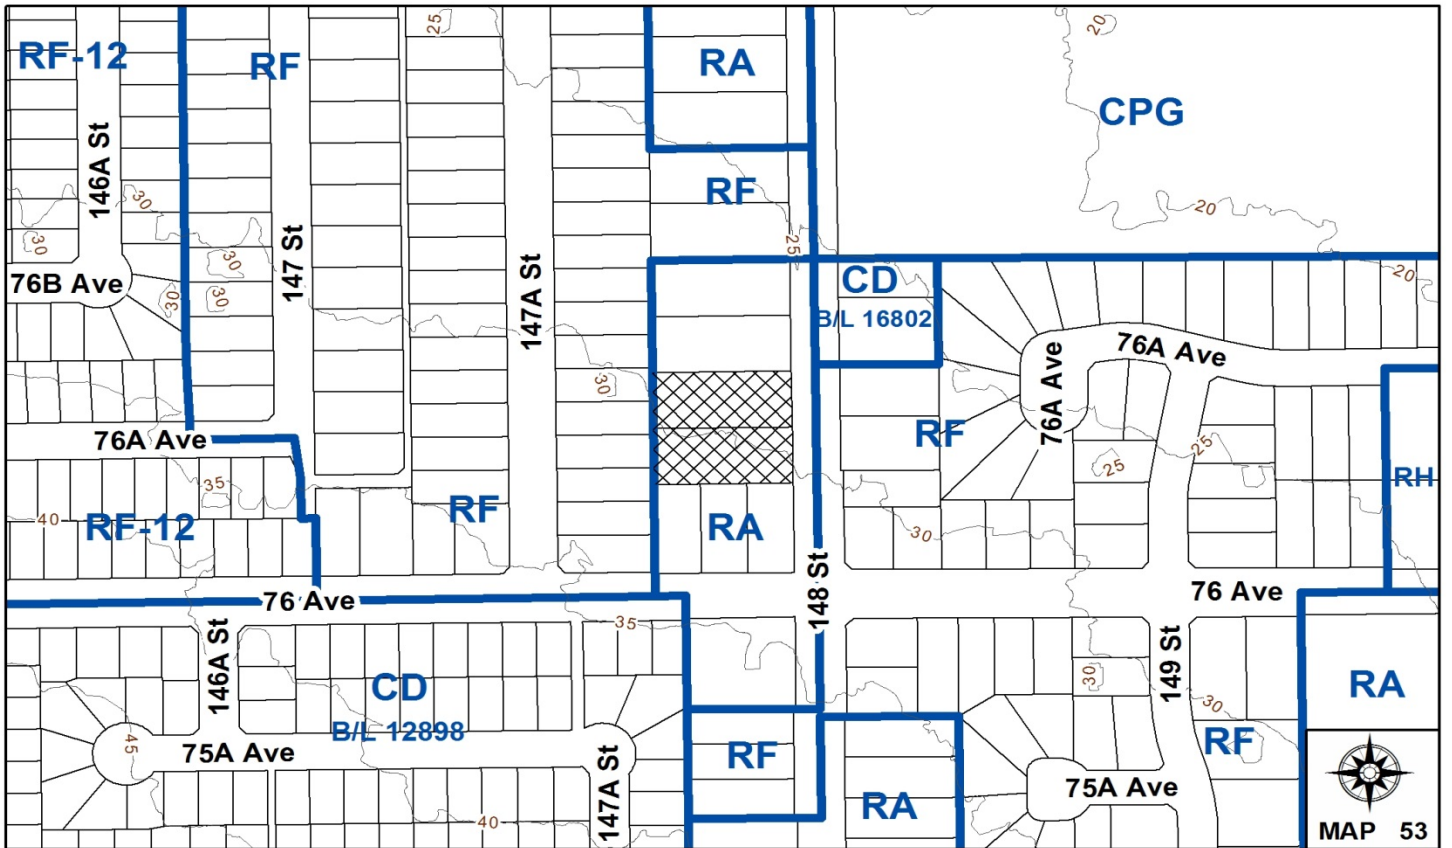 25
20
RF-12
RF
RA
CPG
146A St
30
RF
20
30
147 St
25
30
76B Ave
30
30
147A St
CD
B/L 16802
20
76A Ave
76A Ave
30
RF
76A Ave
25
25
35
RH
40
RF-12
RF
RA
30
148 St
76 Ave
76 Ave
35
146A St
149 St
30
CD
RA
30
B/L 12898
45
75A Ave
147A St
RF
RF
75A Ave
RA
40
MAP 53